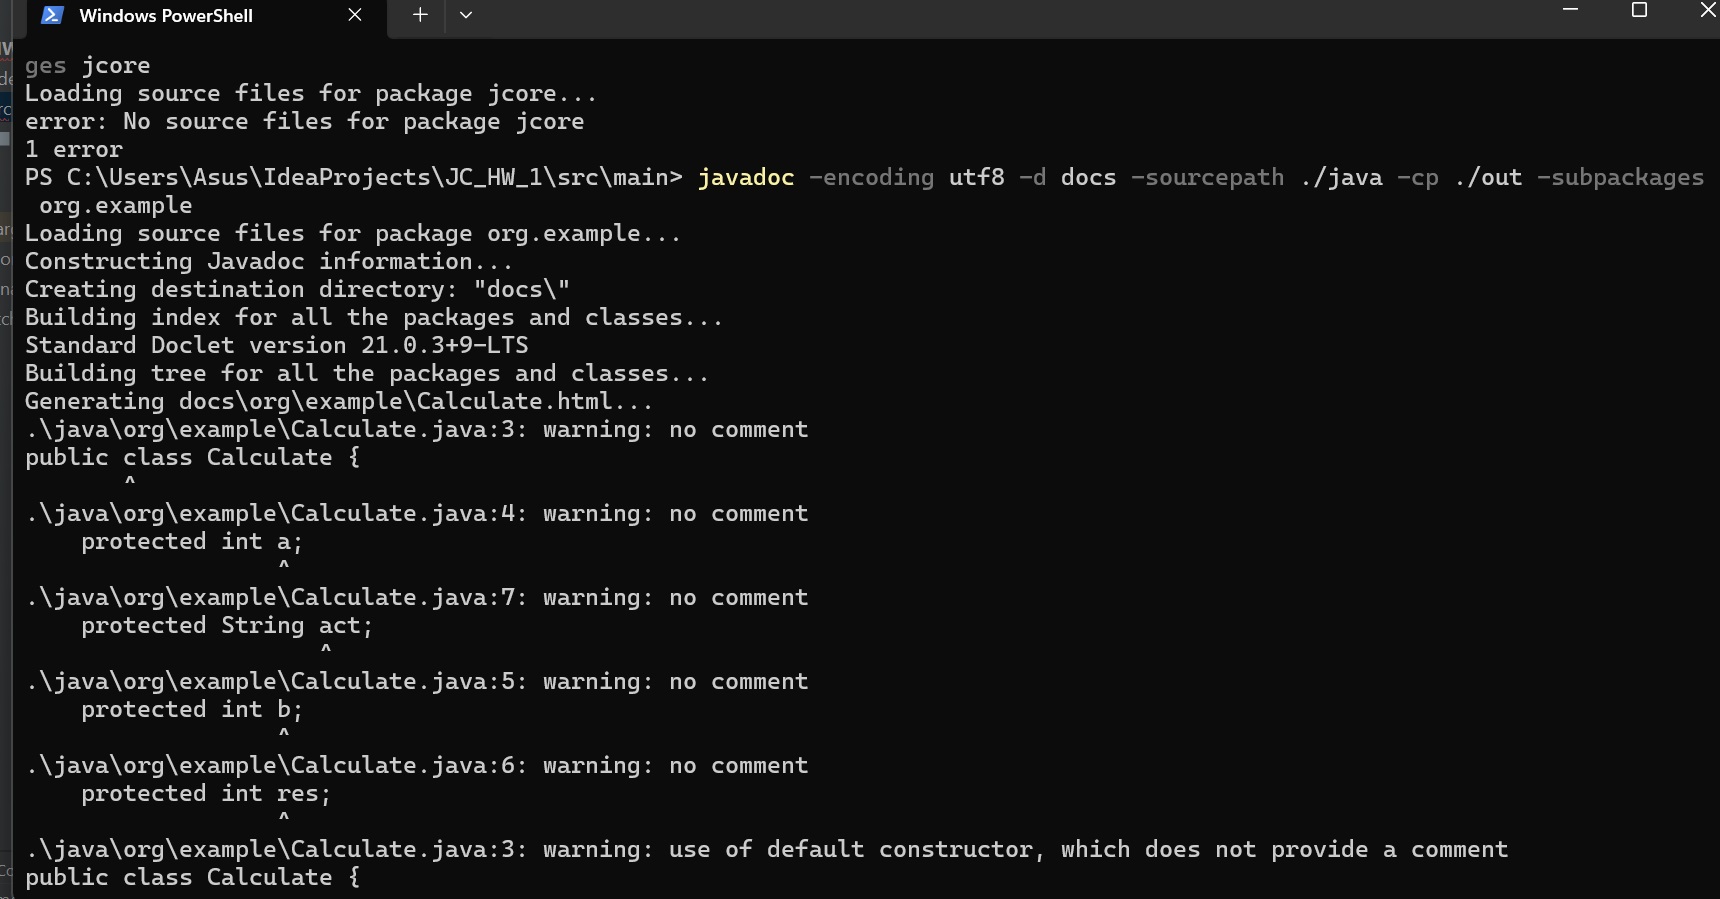 Windows PowerShell
ges jcore
Loading source files for package jcore...
error: No source files for package jcore
1 error
PS C:\Users\Asus\IdeaProjects\JC_HW_1\src\main> javadoc -encoding utf8 -d docs -sourcepath ./java -cp ./out -subpackages
 org.example
Loading source files for package org.example...
Constructing Javadoc information...
Creating destination directory: "docs\"
Building index for all the packages and classes...
Standard Doclet version 21.0.3+9-LTS
Building tree for all the packages and classes...
Generating docs\org\example\Calculate.html...
.\java\org\example\Calculate.java:3: warning: no comment
public class Calculate {
       ^
.\java\org\example\Calculate.java:4: warning: no comment
    protected int a;
                  ^
.\java\org\example\Calculate.java:7: warning: no comment
    protected String act;
                     ^
.\java\org\example\Calculate.java:5: warning: no comment
    protected int b;
                  ^
.\java\org\example\Calculate.java:6: warning: no comment
    protected int res;
                  ^
.\java\org\example\Calculate.java:3: warning: use of default constructor, which does not provide a comment
public class Calculate {